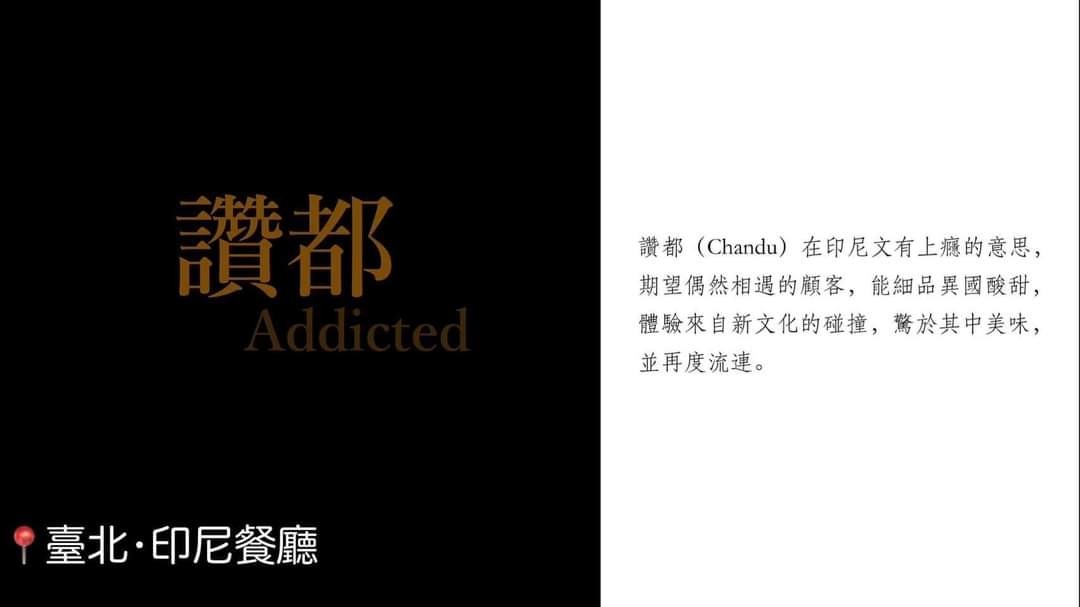 讚都
Addicted
📍臺北·印尼餐廳
讚都（Chandu）在印尼文有上癮的意思，
期望偶然相遇的顧客，能細品異國酸甜，
體驗來自新文化的碰撞，驚於其中美味，
並再度流連。